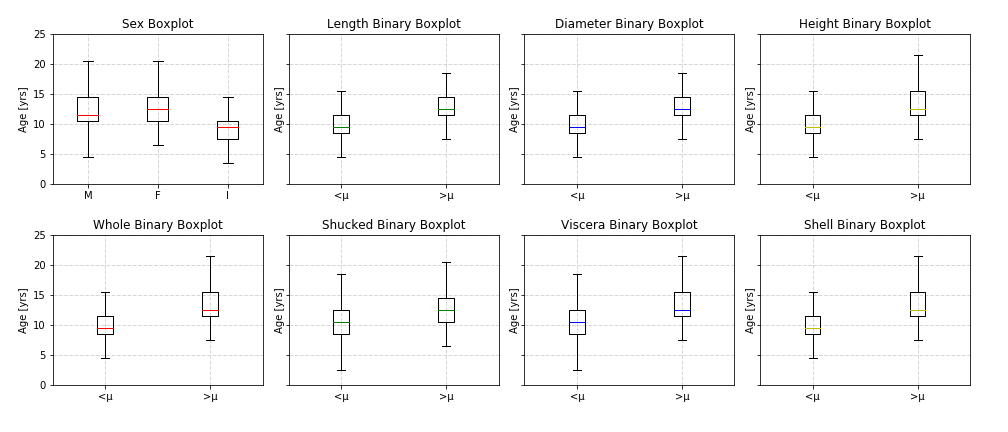 Sex Boxplot
Length Binary Boxplot
Diameter Binary Boxplot
Height Binary Boxplot
25
20
15
10
5
0
Age [yrs]
Age [yrs]
Age [yrs]
Age [yrs]
M F I
<μ >μ
<μ >μ
<μ >μ
Whole Binary Boxplot
Shucked Binary Boxplot
Viscera Binary Boxplot
Shell Binary Boxplot
25
20
15
10
5
0
Age [yrs]
Age [yrs]
Age [yrs]
Age [yrs]
<μ >μ
<μ >μ
<μ >μ
<μ >μ